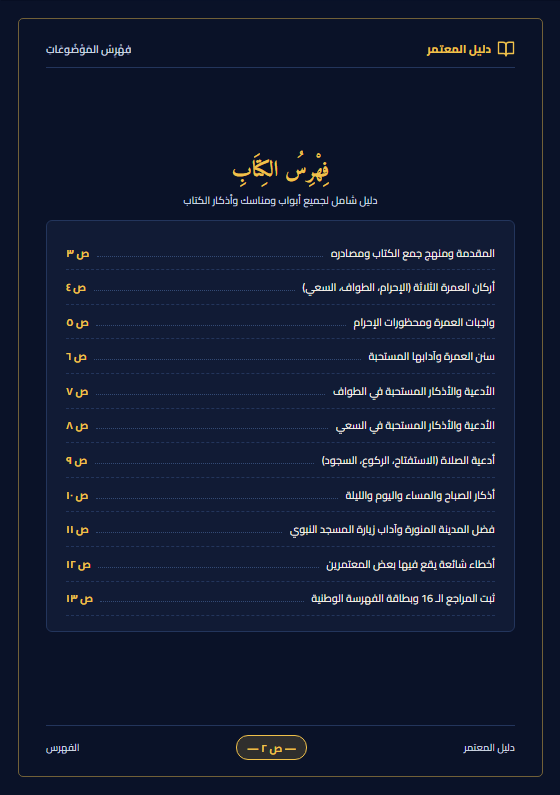 دليل المعتمر
فِهْرِسُ المَوْضُوعَاتِ
فِهْرِسُ الكِتَابِ
دليل شامل لجميع أبواب ومناسك وأذكار الكتاب
المقدمة ومنهج جمع الكتاب ومصادره ص ٣
أركان العمرة الثلاثة (الإحرام، الطواف، السعي) ص ٤
واجبات العمرة ومحظورات الإحرام ص ٥
سنن العمرة وآدابها المستحبة ص ٦
الأدعية والأذكار المستحبة في الطواف ص ٧
الأدعية والأذكار المستحبة في السعي ص ٨
أدعية الصلاة (الاستفتاح، الركوع، السجود) ص ٩
أذكار الصباح والمساء واليوم والليلة ص ١٠
فضل المدينة المنورة وآداب زيارة المسجد النبوي ص ١١
أخطاء شائعة يقع فيها بعض المعتمرين ص ١٢
ثبت المراجع الـ 16 وبطاقة الفهرسة الوطنية ص ١٣
دليل المعتمر
— ص ٢ —
الفهرس